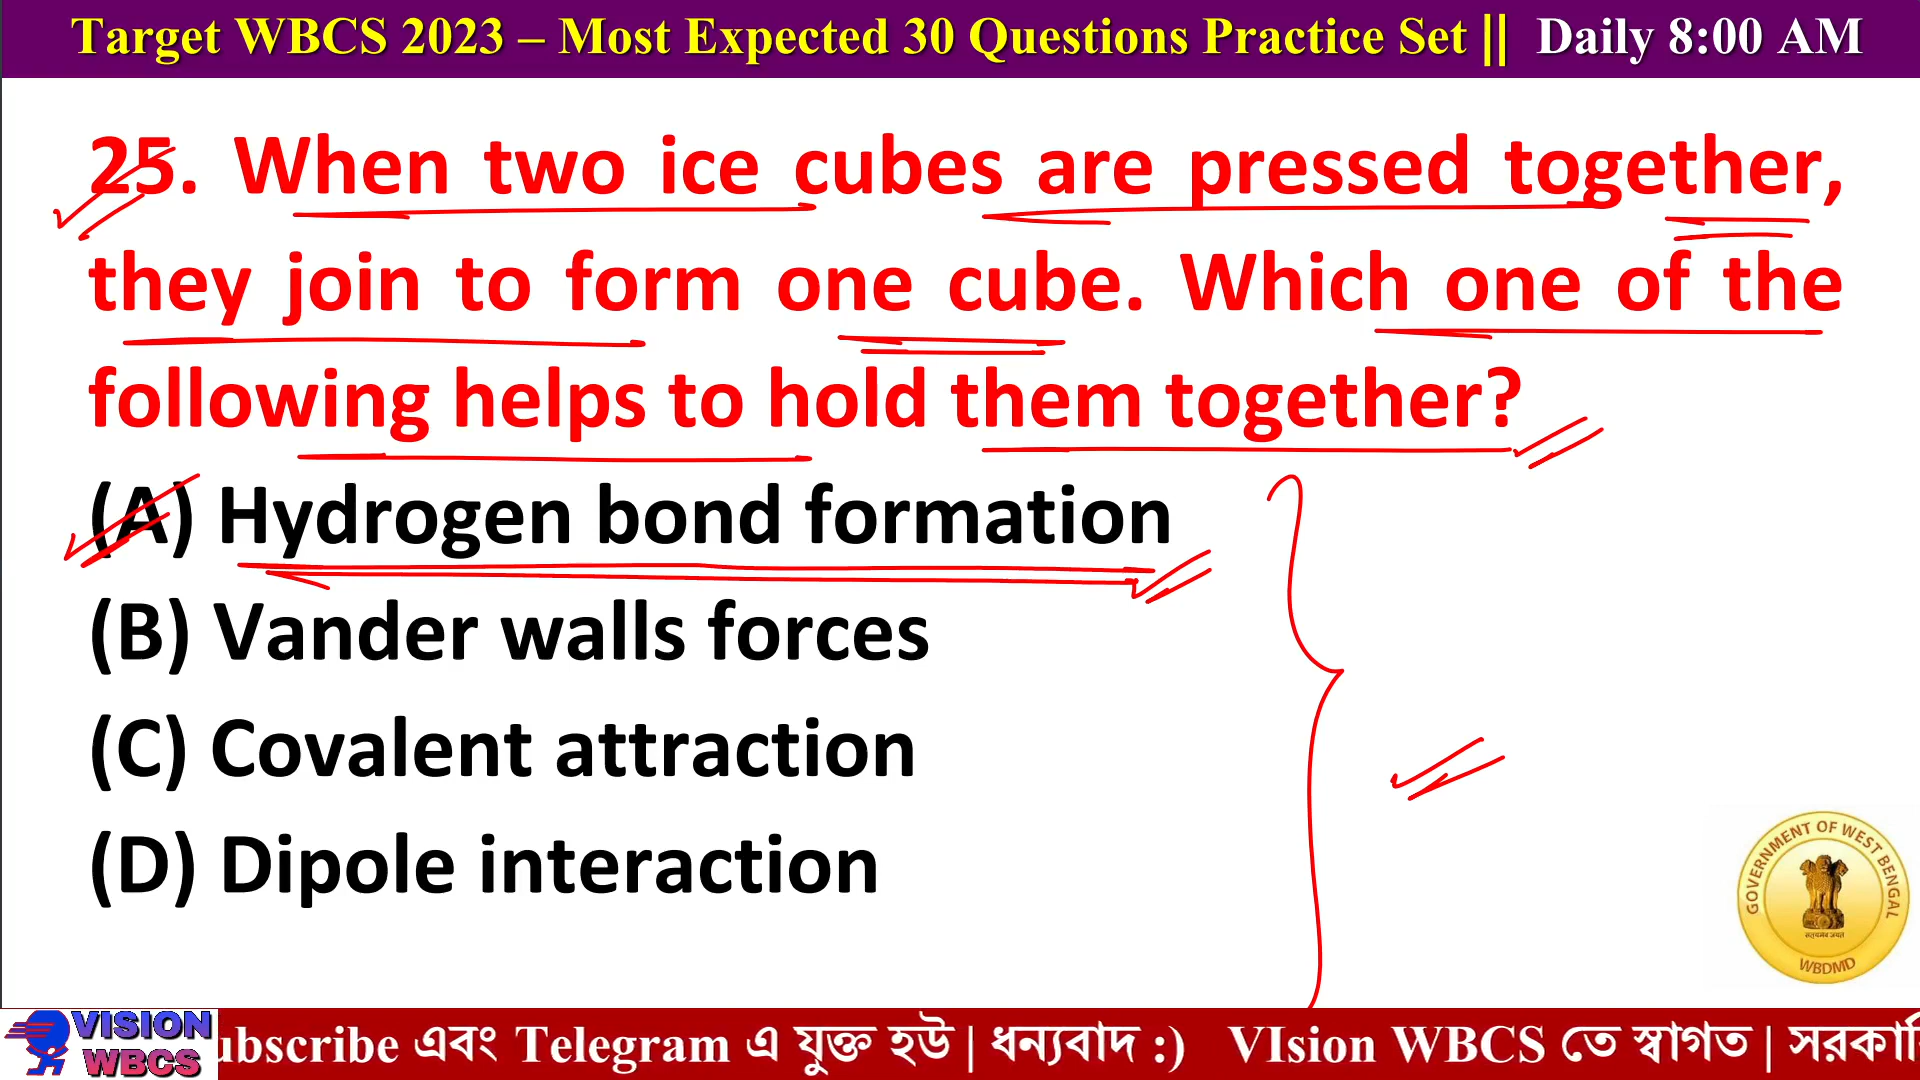 Target WBCS 2023 – Most Expected 30 Questions Practice Set || Daily 8:00 AM
25. When two ice cubes are pressed together,
they join to form one cube. Which one of the
following helps to hold them together?
(A) Hydrogen bond formation
(B) Vander walls forces
(C) Covalent attraction
(D) Dipole interaction
GOVERNMENT OF WEST BENGAL
सत्यमेव जयते
WBDMD
VISION
WBCS
ubscribe এবং Telegram এ যুক্ত হউ | ধন্যবাদ :) VIsion WBCS তে স্বাগত |